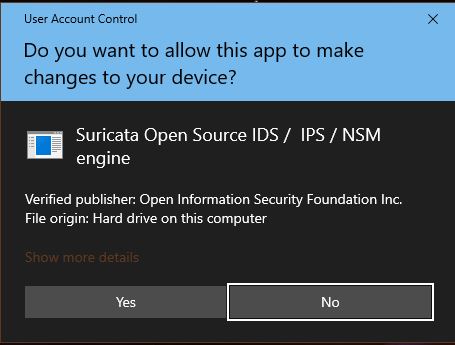 User Account Control
Do you want to allow this app to make
changes to your device?
Suricata Open Source IDS /  IPS / NSM
engine
Verified publisher: Open Information Security Foundation Inc.
File origin: Hard drive on this computer
Show more details
Yes
No